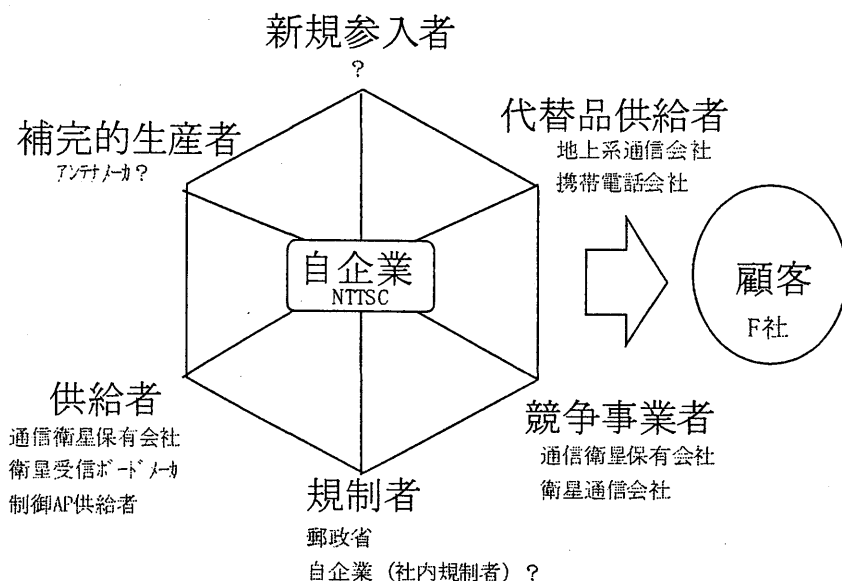 新規参入者
?
補完的生産者
アンテナメーカ?
代替品供給者
地上系通信会社
携帯電話会社
自企業
NTTSC
顧客
F社
供給者
通信衛星保有会社
衛星受信ボードメーカ
制御AP供給者
規制者
郵政省
自企業 (社内規制者) ?
競争事業者
通信衛星保有会社
衛星通信会社